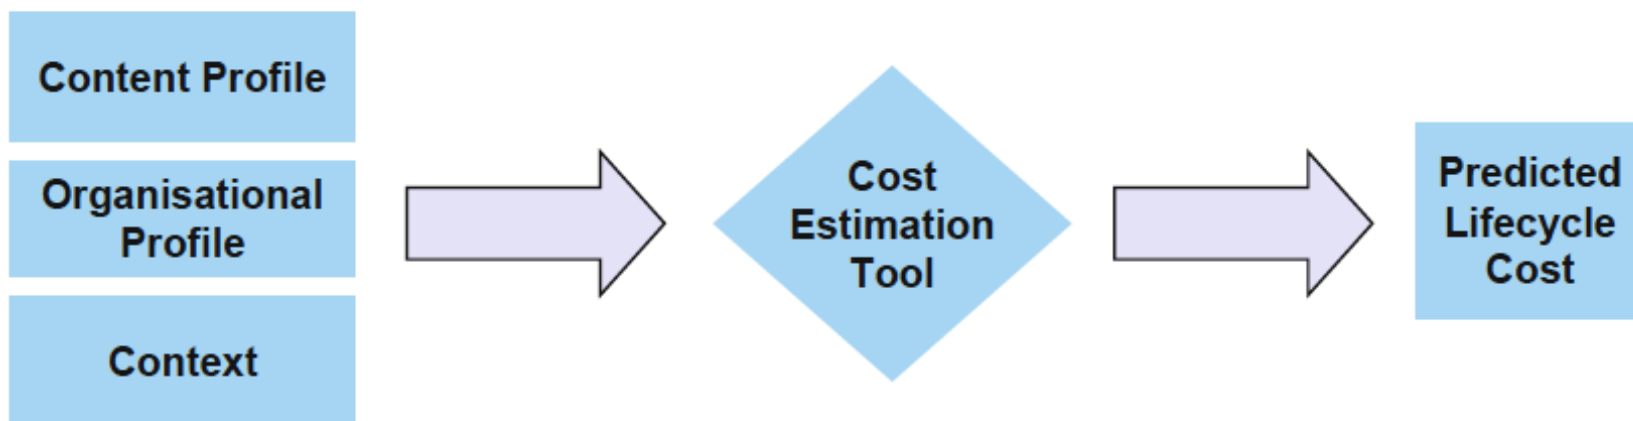 Content Profile
Organisational
Profile
Context
Cost
Estimation
Tool
Predicted
Lifecycle
Cost